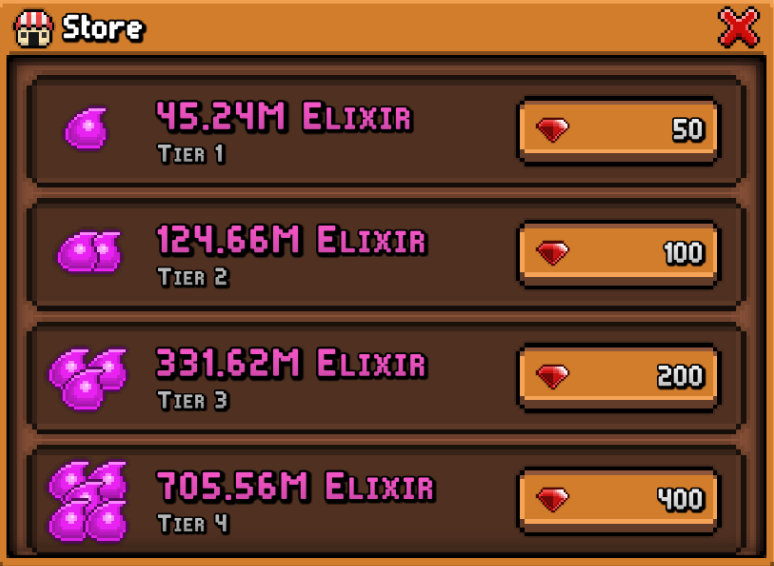 Store
45.24M Elixir
Tier 1
50
124.66M Elixir
Tier 2
100
331.62M Elixir
Tier 3
200
705.56M Elixir
Tier 4
400